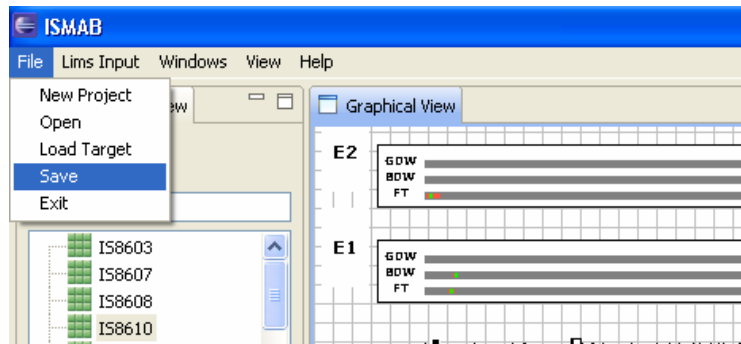 ISMAB
File Lims Input Windows View Help
New Project
Open
Load Target
Save
Exit
Graphical View
E2
GDW
BDW
FT
E1
GDW
BDW
FT
IS8603
IS8607
IS8608
IS8610